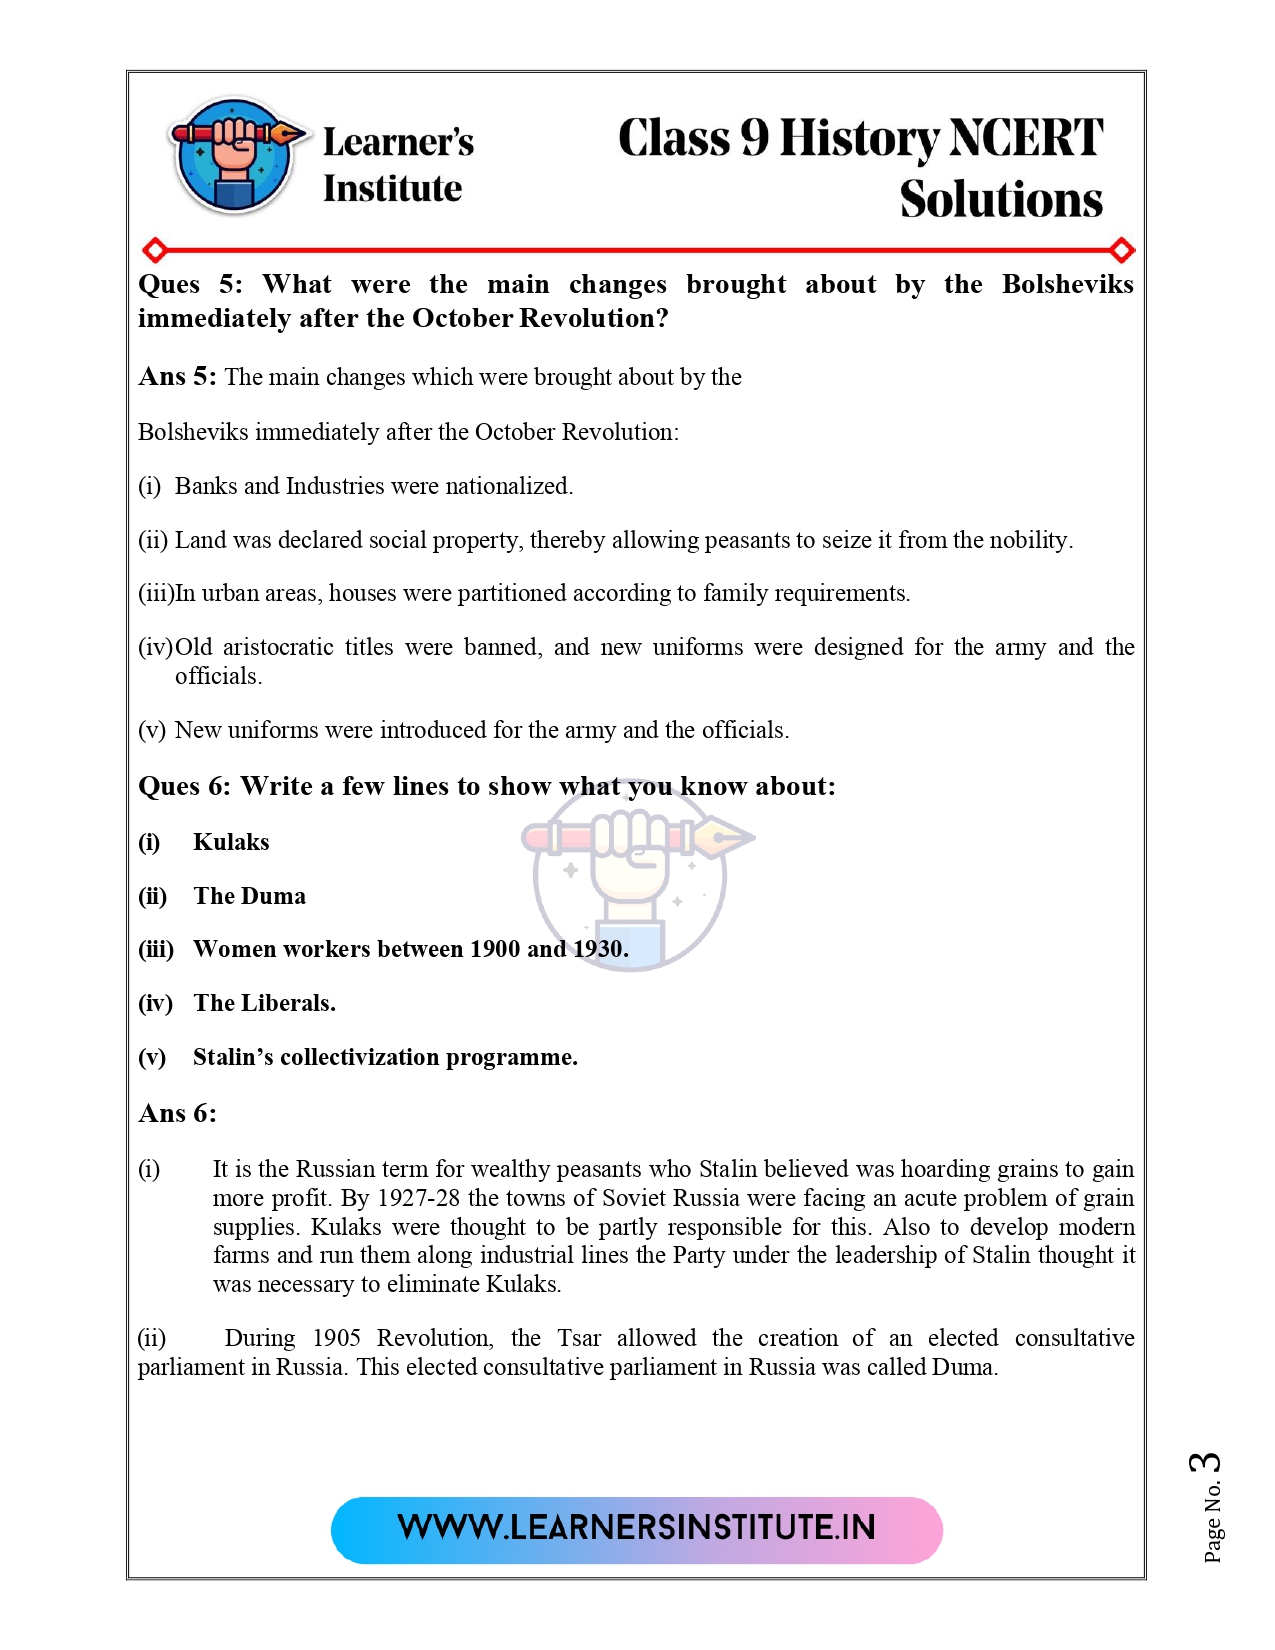 Learner's
Institute
Class 9 History NCERT
Solutions
Ques 5: What were the main changes brought about by the Bolsheviks
immediately after the October Revolution?
Ans 5: The main changes which were brought about by the
Bolsheviks immediately after the October Revolution:
(i) Banks and Industries were nationalized.
(ii) Land was declared social property, thereby allowing peasants to seize it from the nobility.
(iii)In urban areas, houses were partitioned according to family requirements.
(iv)Old aristocratic titles were banned, and new uniforms were designed for the army and the
officials.
(v) New uniforms were introduced for the army and the officials.
Ques 6: Write a few lines to show what you know about:
(i) Kulaks
(ii) The Duma
(iii) Women workers between 1900 and 1930.
(iv) The Liberals.
(v) Stalin’s collectivization programme.
Ans 6:
(i) It is the Russian term for wealthy peasants who Stalin believed was hoarding grains to gain
more profit. By 1927-28 the towns of Soviet Russia were facing an acute problem of grain
supplies. Kulaks were thought to be partly responsible for this. Also to develop modern
farms and run them along industrial lines the Party under the leadership of Stalin thought it
was necessary to eliminate Kulaks.
(ii) During 1905 Revolution, the Tsar allowed the creation of an elected consultative
parliament in Russia. This elected consultative parliament in Russia was called Duma.
Page No. 3
WWW.LEARNERSINSTITUTE.IN